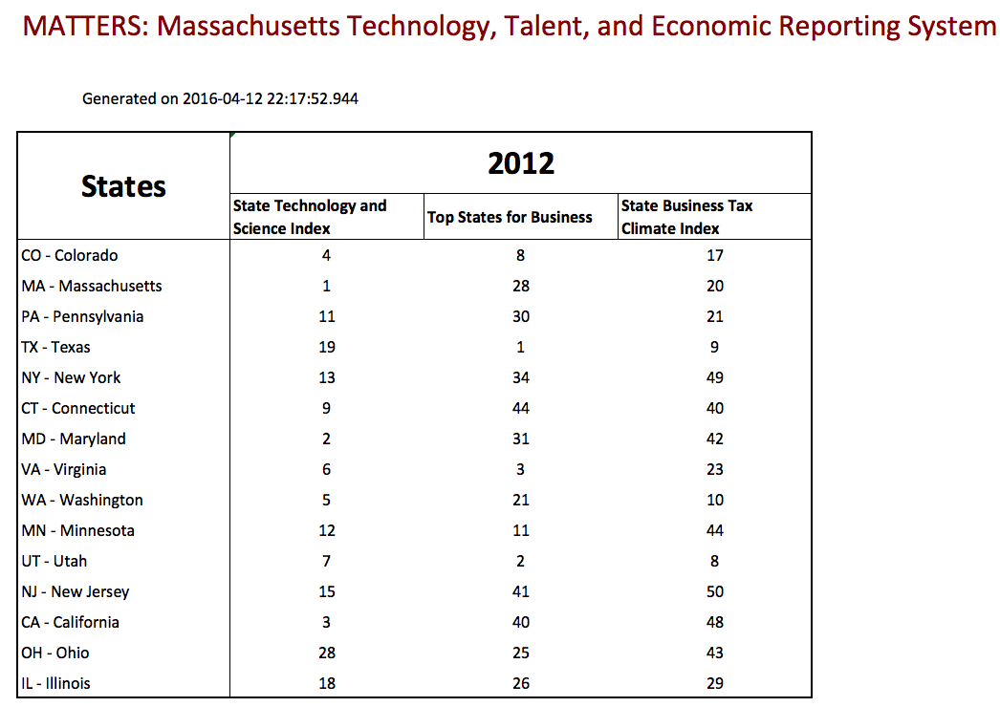 MATTERS: Massachusetts Technology, Talent, and Economic Reporting System
Generated on 2016-04-12 22:17:52.944
States
2012
State Technology and Science Index
Top States for Business
State Business Tax Climate Index
CO - Colorado 4 8 17
MA - Massachusetts 1 28 20
PA - Pennsylvania 11 30 21
TX - Texas 19 1 9
NY - New York 13 34 49
CT - Connecticut 9 44 40
MD - Maryland 2 31 42
VA - Virginia 6 3 23
WA - Washington 5 21 10
MN - Minnesota 12 11 44
UT - Utah 7 2 8
NJ - New Jersey 15 41 50
CA - California 3 40 48
OH - Ohio 28 25 43
IL - Illinois 18 26 29